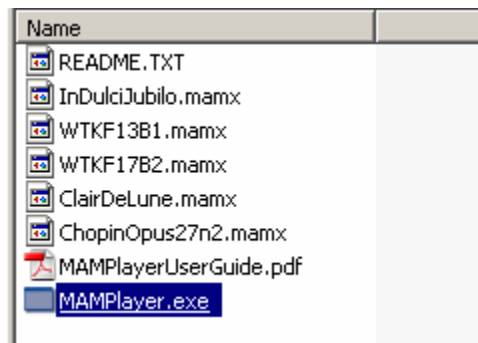 Name
README.TXT
InDulciJubilo.mamx
WTKF13B1.mamx
WTKF17B2.mamx
ClairDeLune.mamx
ChopinOpus27n2.mamx
MAMPlayerUserGuide.pdf
MAMPlayer.exe